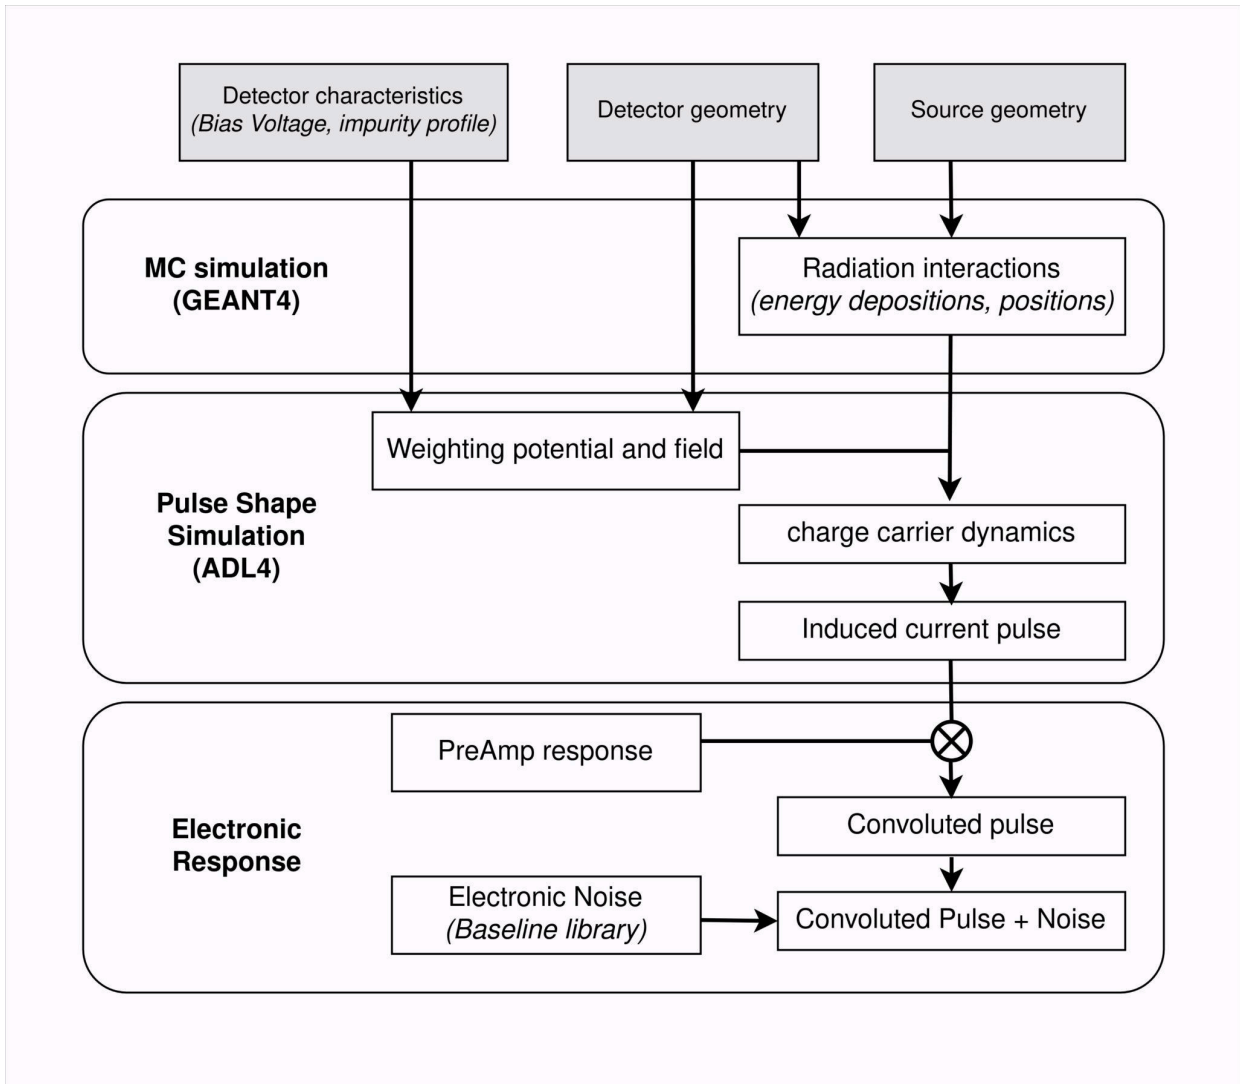 Detector characteristics
(Bias Voltage, impurity profile)
Detector geometry
Source geometry
MC simulation
(GEANT4)
Radiation interactions
(energy depositions, positions)
Weighting potential and field
Pulse Shape
Simulation
(ADL4)
charge carrier dynamics
Induced current pulse
PreAmp response
Convoluted pulse
Electronic
Response
Electronic Noise
(Baseline library)
Convoluted Pulse + Noise